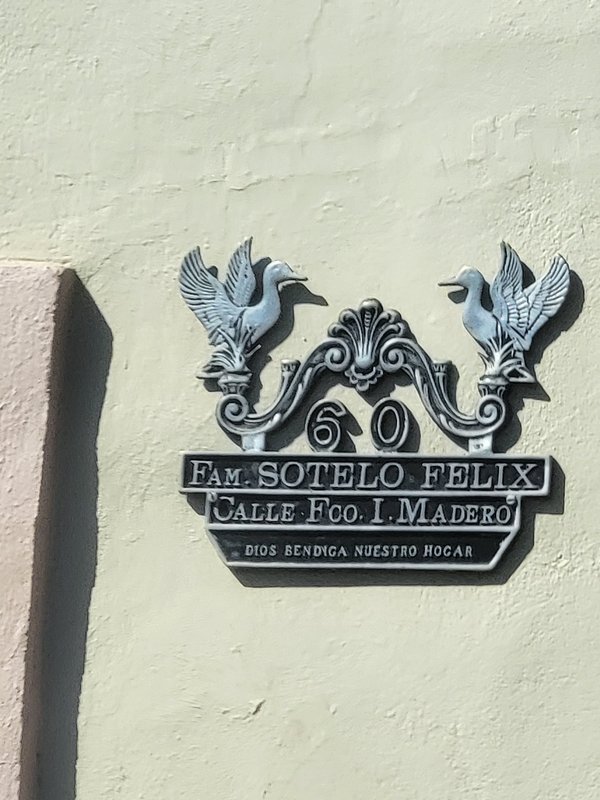 60
FAM. SOTELO FELIX
CALLE FCO. I. MADERO
DIOS BENDIGA NUESTRO HOGAR